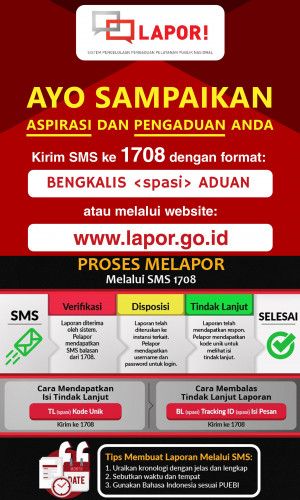 LAPOR!
SISTEM PENGELOLAAN PENGADUAN PELAYANAN PUBLIK NASIONAL
AYO SAMPAIKAN
ASPIRASI DAN PENGADUAN ANDA
Kirim SMS ke 1708 dengan format:
BENGKALIS <spasi> ADUAN
atau melalui website:
www.lapor.go.id
PROSES MELAPOR
Melalui SMS 1708
SMS
Verifikasi
Laporan diterima
oleh sistem.
Pelapor
mendapatkan
SMS balasan
dari 1708.
Disposisi
Laporan telah
diteruskan ke
instansi terkait.
Pelapor
mendapatkan
username dan
password untuk login.
Tindak Lanjut
Laporan telah
mendapatkan respon.
Pelapor mendapatkan
kode unik untuk
melihat isi
tindak lanjut.
SELESAI
Cara Mendapatkan
Isi Tindak Lanjut
TL (spasi) Kode Unik
Kirim ke 1708
Cara Membalas
Tindak Lanjut Laporan
BL (spasi) Tracking ID (spasi) Isi Pesan
Kirim ke 1708
DATE
Tips Membuat Laporan Melalui SMS:
1. Uraikan kronologi dengan jelas dan lengkap
2. Sebutkan waktu dan tempat
3. Gunakan Bahasa Indonesia sesuai PUEBI